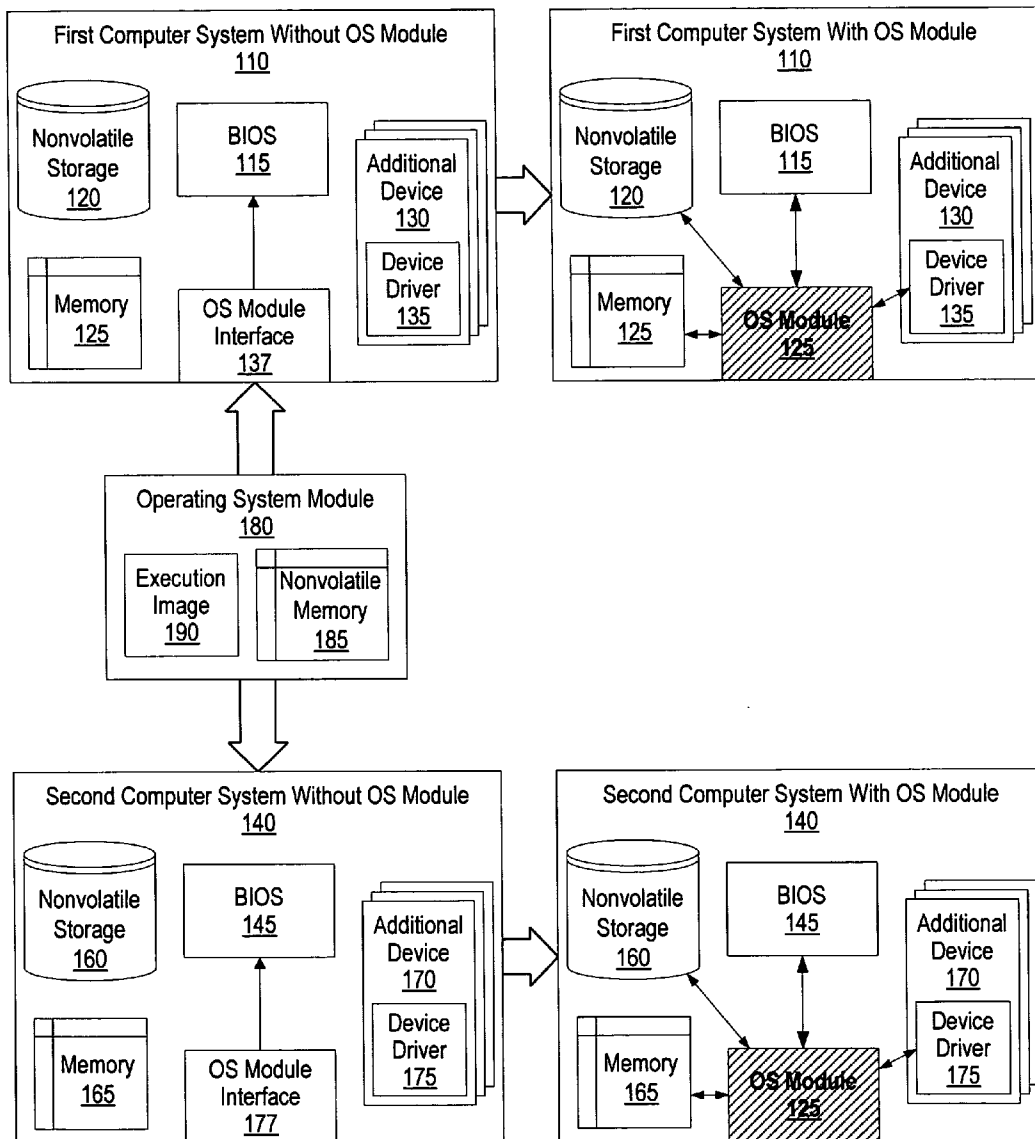 First Computer System Without OS Module
110
Nonvolatile
Storage
120
BIOS
115
Additional
Device
130
Device
Driver
135
Memory
125
OS Module
Interface
137
First Computer System With OS Module
110
Nonvolatile
Storage
120
BIOS
115
Additional
Device
130
Device
Driver
135
Memory
125
OS Module
125
Operating System Module
180
Execution
Image
190
Nonvolatile
Memory
185
Second Computer System Without OS Module
140
Nonvolatile
Storage
160
BIOS
145
Additional
Device
170
Device
Driver
175
Memory
165
OS Module
Interface
177
Second Computer System With OS Module
140
Nonvolatile
Storage
160
BIOS
145
Additional
Device
170
Device
Driver
175
Memory
165
OS Module
125